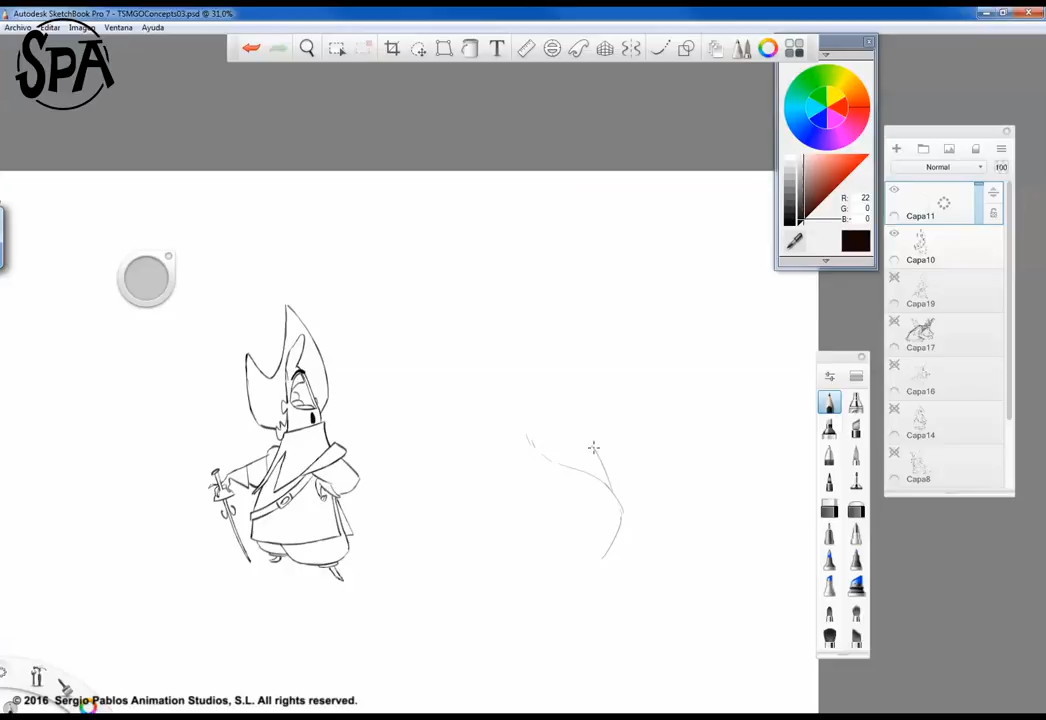 Autodesk SketchBook Pro 7 - TSMGOConcepts03.psd @ 31.0%
Archivo Editar Imagen Ventana Ayuda
SPA
Normal
100
R: 22
G: 0
B: 0
Capa11
Capa10
Capa19
Capa17
Capa16
Capa14
Capa8
© 2016 Sergio Pablos Animation Studios, S.L. All rights reserved.